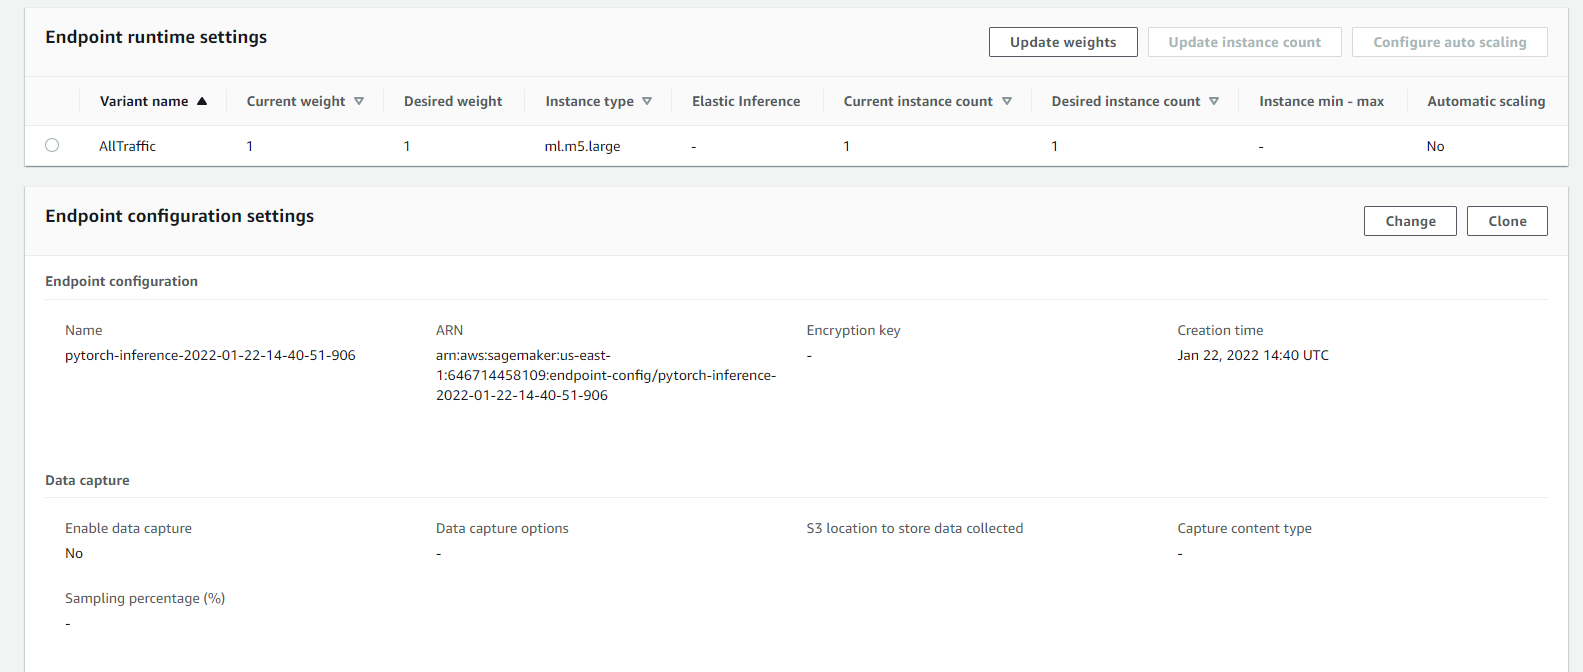 Endpoint runtime settings
Update weights
Update instance count
Configure auto scaling
Variant name Current weight Desired weight Instance type Elastic Inference Current instance count Desired instance count Instance min - max Automatic scaling
AllTraffic 1 1 ml.m5.large - 1 1 - No
Endpoint configuration settings
Change
Clone
Endpoint configuration
Name
pytorch-inference-2022-01-22-14-40-51-906
ARN
arn:aws:sagemaker:us-east-
1:646714458109:endpoint-config/pytorch-inference-
2022-01-22-14-40-51-906
Encryption key
-
Creation time
Jan 22, 2022 14:40 UTC
Data capture
Enable data capture
No
Data capture options
-
S3 location to store data collected
Capture content type
-
Sampling percentage (%)
-